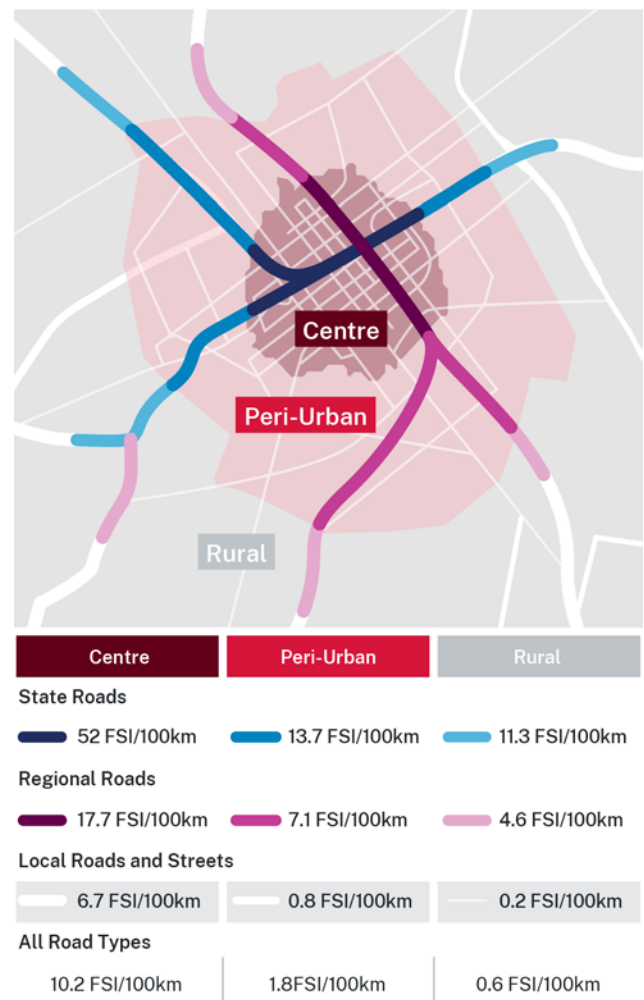 Centre
Peri-Urban
Rural
Centre Peri-Urban Rural
State Roads
52 FSI/100km 13.7 FSI/100km 11.3 FSI/100km
Regional Roads
17.7 FSI/100km 7.1 FSI/100km 4.6 FSI/100km
Local Roads and Streets
6.7 FSI/100km 0.8 FSI/100km 0.2 FSI/100km
All Road Types
10.2 FSI/100km 1.8FSI/100km 0.6 FSI/100km